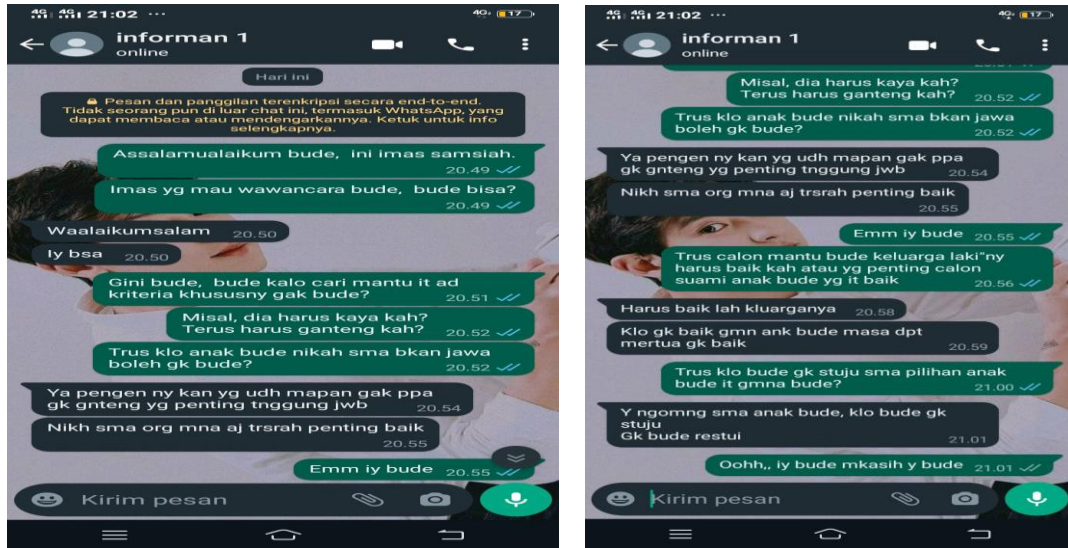 4G 4G 21:02 ...
17
informan 1
online
Hari ini
Pesan dan panggilan terenkripsi secara end-to-end.
Tidak seorang pun di luar chat ini, termasuk WhatsApp, yang
dapat membaca atau mendengarkannya. Ketuk untuk info
selengkapnya.
Assalamualaikum bude, ini imas samsiah.
20.49
Imas yg mau wawancara bude, bude bisa?
20.49
Waalaikumsalam 20.50
Iy bsa 20.50
Gini bude, bude kalo cari mantu it ad
kriteria khususny gak bude? 20.51
Misal, dia harus kaya kah?
Terus harus ganteng kah? 20.52
Trus klo anak bude nikah sma bkan jawa
boleh gk bude? 20.52
Ya pengen ny kan yg udh mapan gak ppa
gk gnteng yg penting tnggung jwb 20.54
Nikh sma org mna aj trsrah penting baik
20.55
Emm iy bude 20.55
Kirim pesan
4G 4G 21:02 ...
17
informan 1
online
Misal, dia harus kaya kah?
Terus harus ganteng kah? 20.52
Trus klo anak bude nikah sma bkan jawa
boleh gk bude? 20.52
Ya pengen ny kan yg udh mapan gak ppa
gk gnteng yg penting tnggung jwb 20.54
Nikh sma org mna aj trsrah penting baik
20.55
Emm iy bude 20.55
Trus calon mantu bude keluarga laki"ny
harus baik kah atau yg penting calon
suami anak bude yg it baik 20.56
Harus baik lah kluarganya 20.58
Klo gk baik gmn ank bude masa dpt
mertua gk baik 20.59
Trus klo bude gk stuju sma pilihan anak
bude it gmna bude? 21.00
Y ngomng sma anak bude, klo bude gk
stuju
Gk bude restui 21.01
Oohh,, iy bude mkasih y bude 21.01
Kirim pesan